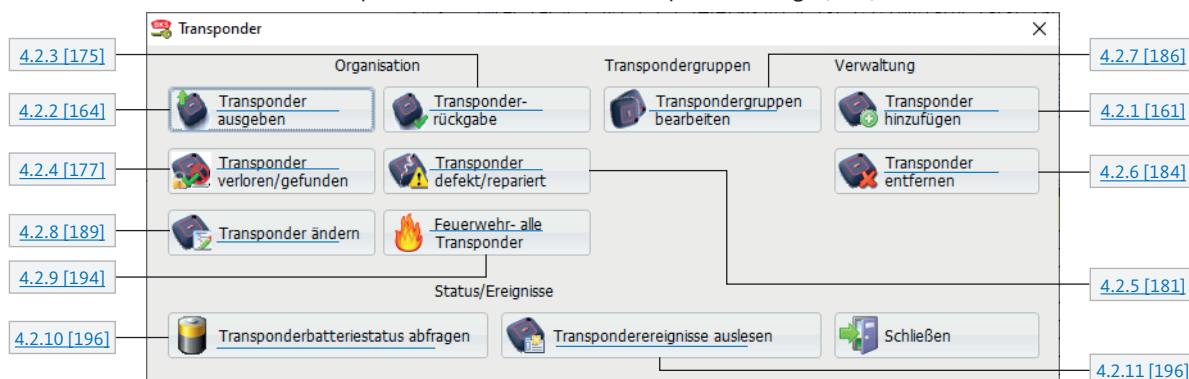 Transponder
4.2.3 [175]
Organisation
Transpondergruppen
Verwaltung
4.2.7 [186]
4.2.2 [164]
Transponder
ausgeben
Transponder-
rückgabe
Transpondergruppen
bearbeiten
Transponder
hinzufügen
4.2.1 [161]
4.2.4 [177]
Transponder
verloren/gefunden
Transponder
defekt/repariert
Transponder
entfernen
4.2.6 [184]
4.2.8 [189]
Transponder ändern
Feuerwehr- alle
Transponder
4.2.9 [194]
Status/Ereignisse
4.2.5 [181]
4.2.10 [196]
Transponderbatteriestatus abfragen
Transponderereignisse auslesen
Schließen
4.2.11 [196]